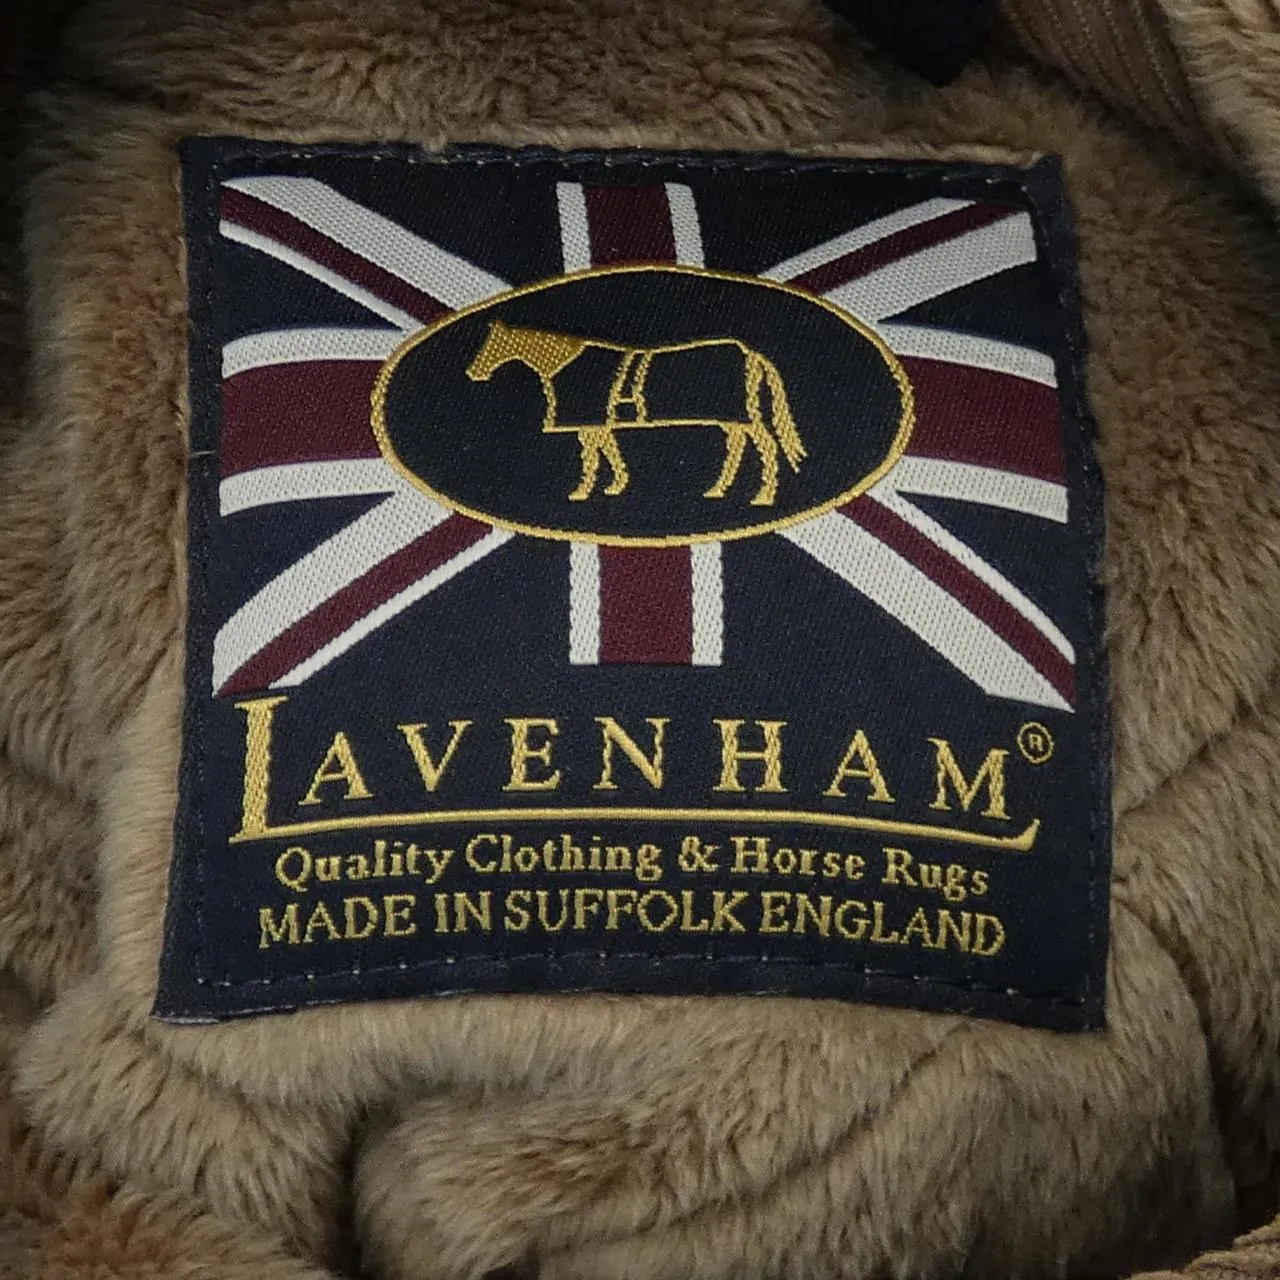 LAVENHAM®
Quality Clothing & Horse Rugs
MADE IN SUFFOLK ENGLAND